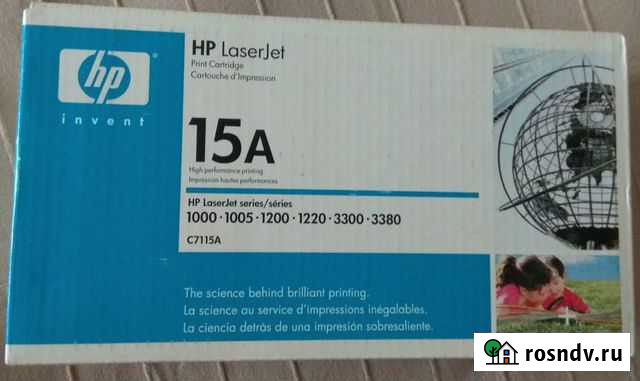 hp
invent
HP LaserJet
Print Cartridge
Cartouche d'Impression
15A
High performance printing
Impression hautes performances
HP LaserJet series/séries
1000 · 1005 · 1200 · 1220 · 3300 · 3380
C7115A
The science behind brilliant printing.
La science au service d'impressions inégalables.
La ciencia detrás de una impresión sobresaliente.
rosndv.ru